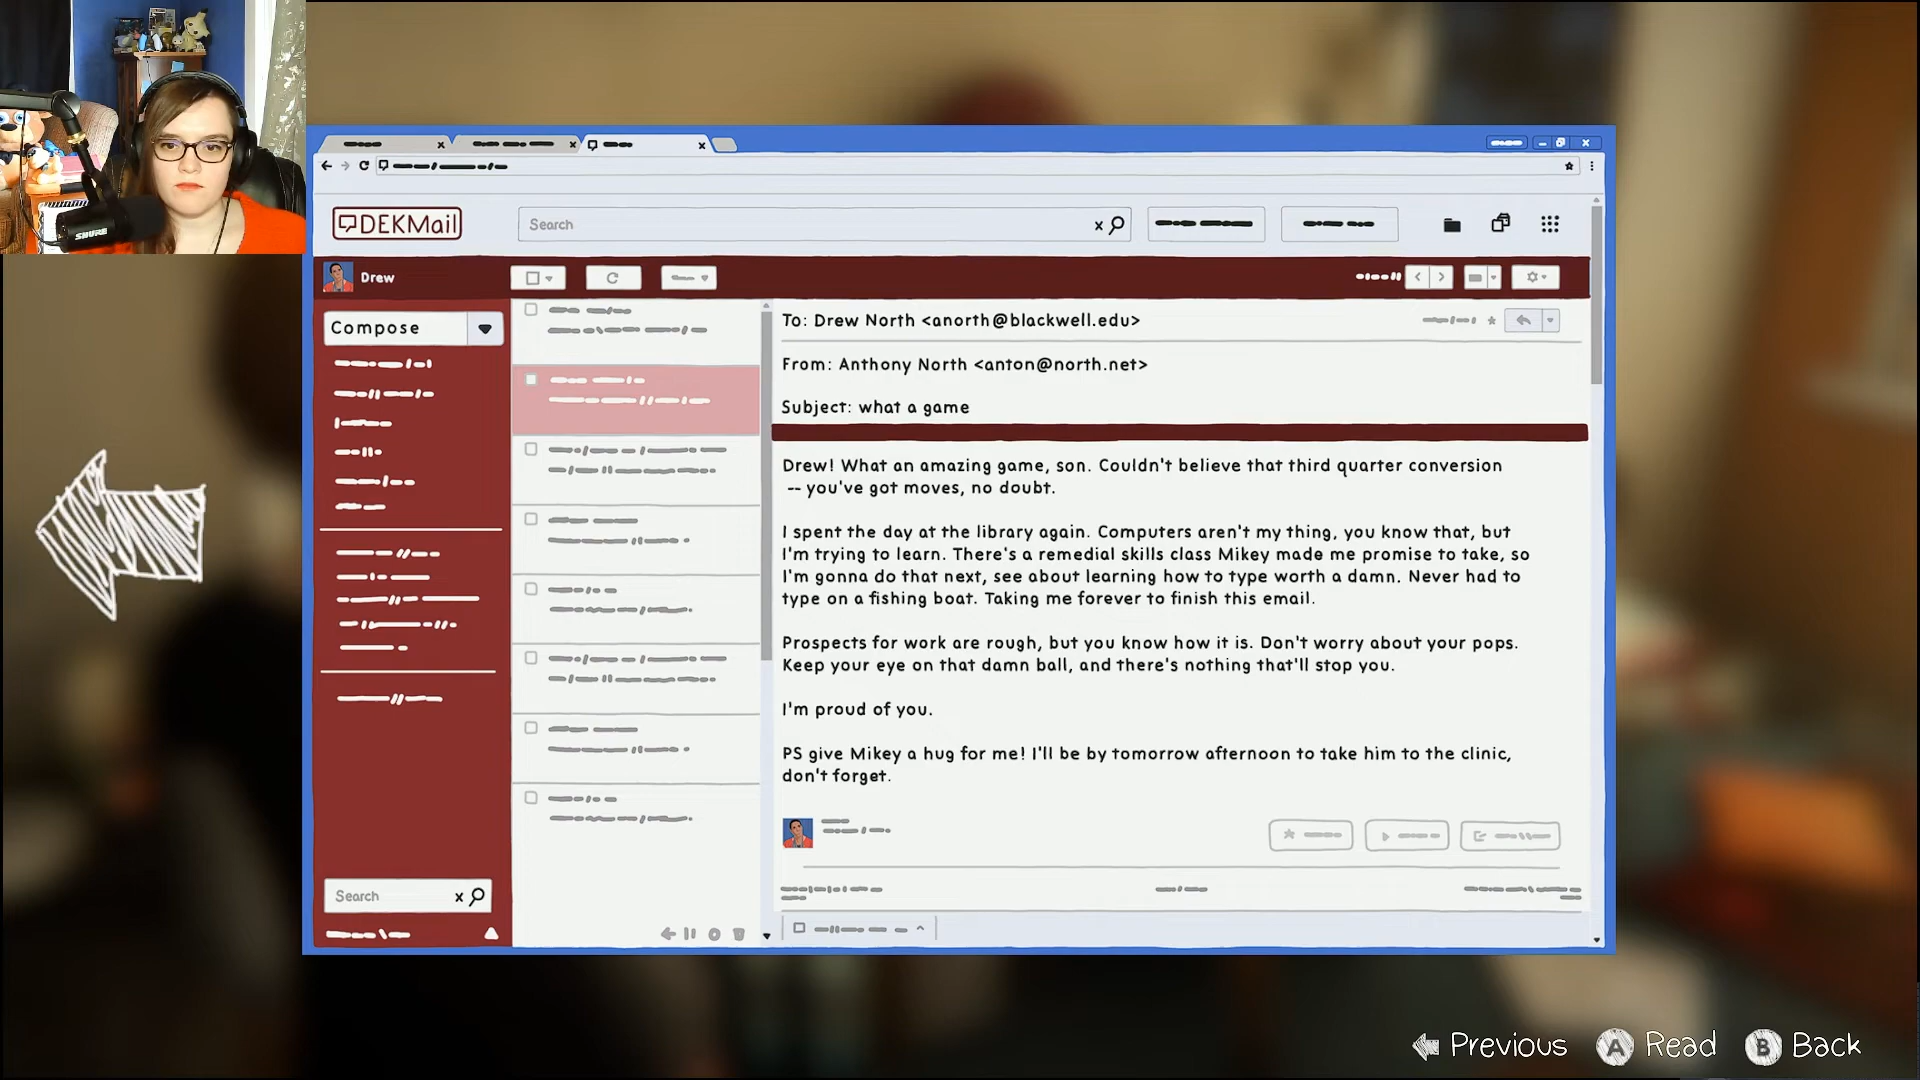 SHURE
DEKMail
Search
x
Drew
Compose
To: Drew North <anorth@blackwell.edu>
From: Anthony North <anton@north.net>
Subject: what a game
Drew! What an amazing game, son. Couldn't believe that third quarter conversion
-- you've got moves, no doubt.
I spent the day at the library again. Computers aren't my thing, you know that, but
I'm trying to learn. There's a remedial skills class Mikey made me promise to take, so
I'm gonna do that next, see about learning how to type worth a damn. Never had to
type on a fishing boat. Taking me forever to finish this email.
Prospects for work are rough, but you know how it is. Don't worry about your pops.
Keep your eye on that damn ball, and there's nothing that'll stop you.
I'm proud of you.
PS give Mikey a hug for me! I'll be by tomorrow afternoon to take him to the clinic,
don't forget.
Search
x
Previous
A Read
B Back